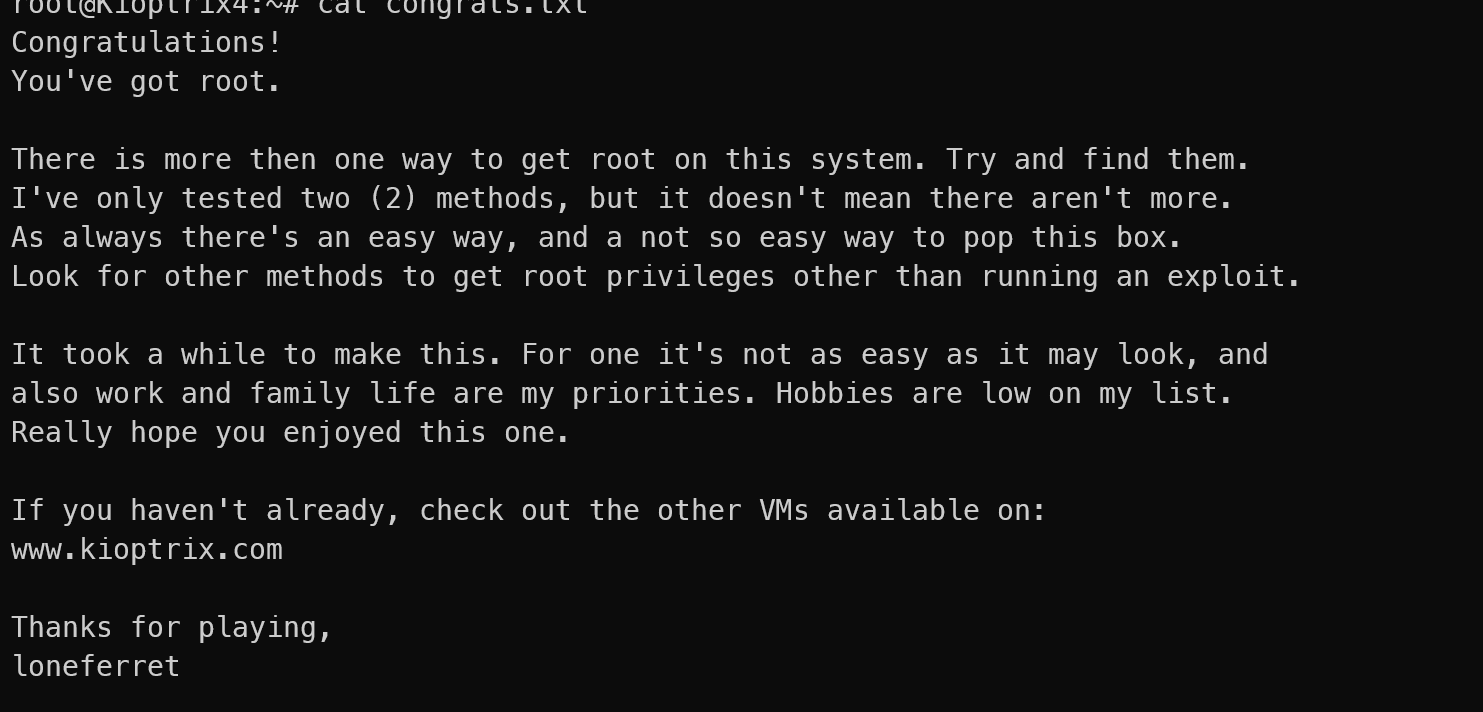 root@Kioptrix4:~# cat congrats.txt
Congratulations!
You've got root.
There is more then one way to get root on this system. Try and find them.
I've only tested two (2) methods, but it doesn't mean there aren't more.
As always there's an easy way, and a not so easy way to pop this box.
Look for other methods to get root privileges other than running an exploit.
It took a while to make this. For one it's not as easy as it may look, and
also work and family life are my priorities. Hobbies are low on my list.
Really hope you enjoyed this one.
If you haven't already, check out the other VMs available on:
www.kioptrix.com
Thanks for playing,
loneferret